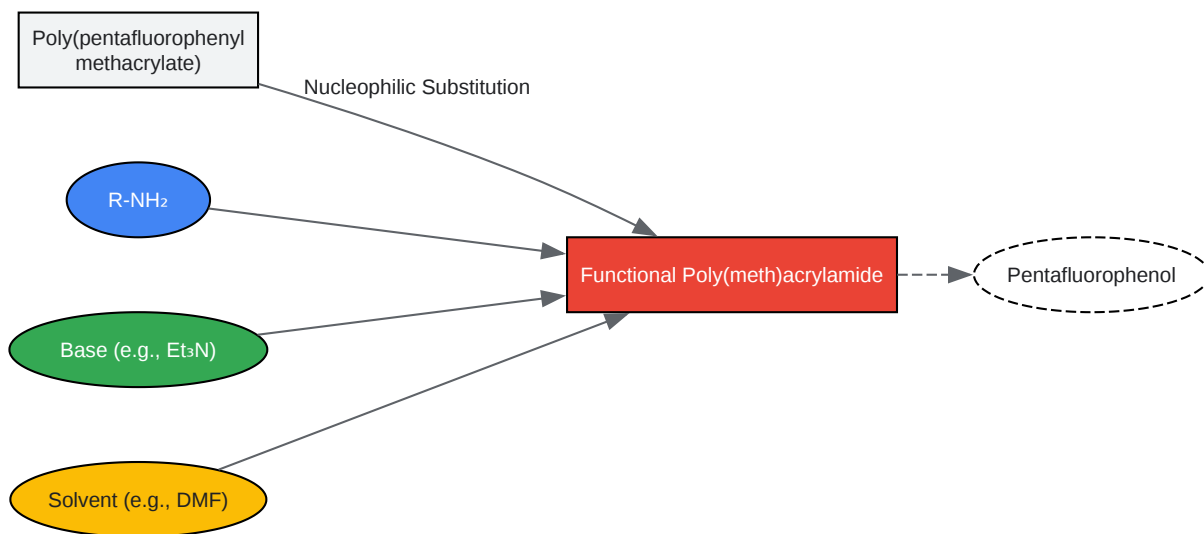 Poly(pentafluorophenyl
methacrylate)
Nucleophilic Substitution
R-NH₂
Functional Poly(meth)acrylamide
Pentafluorophenol
Base (e.g., Et₃N)
Solvent (e.g., DMF)